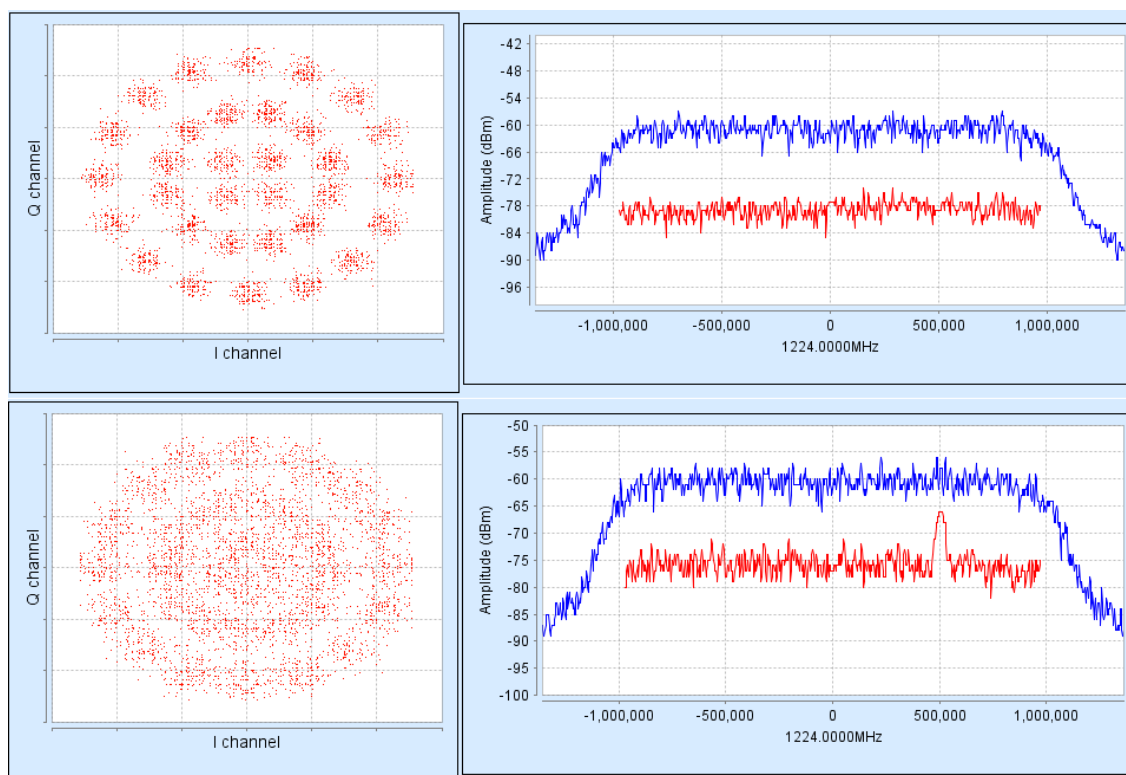 Q channel
I channel
Amplitude (dBm)
-42
-48
-54
-60
-66
-72
-78
-84
-90
-96
-1,000,000 -500,000 0 500,000 1,000,000
1224.0000MHz
Q channel
I channel
Amplitude (dBm)
-50
-55
-60
-65
-70
-75
-80
-85
-90
-95
-100
-1,000,000 -500,000 0 500,000 1,000,000
1224.0000MHz